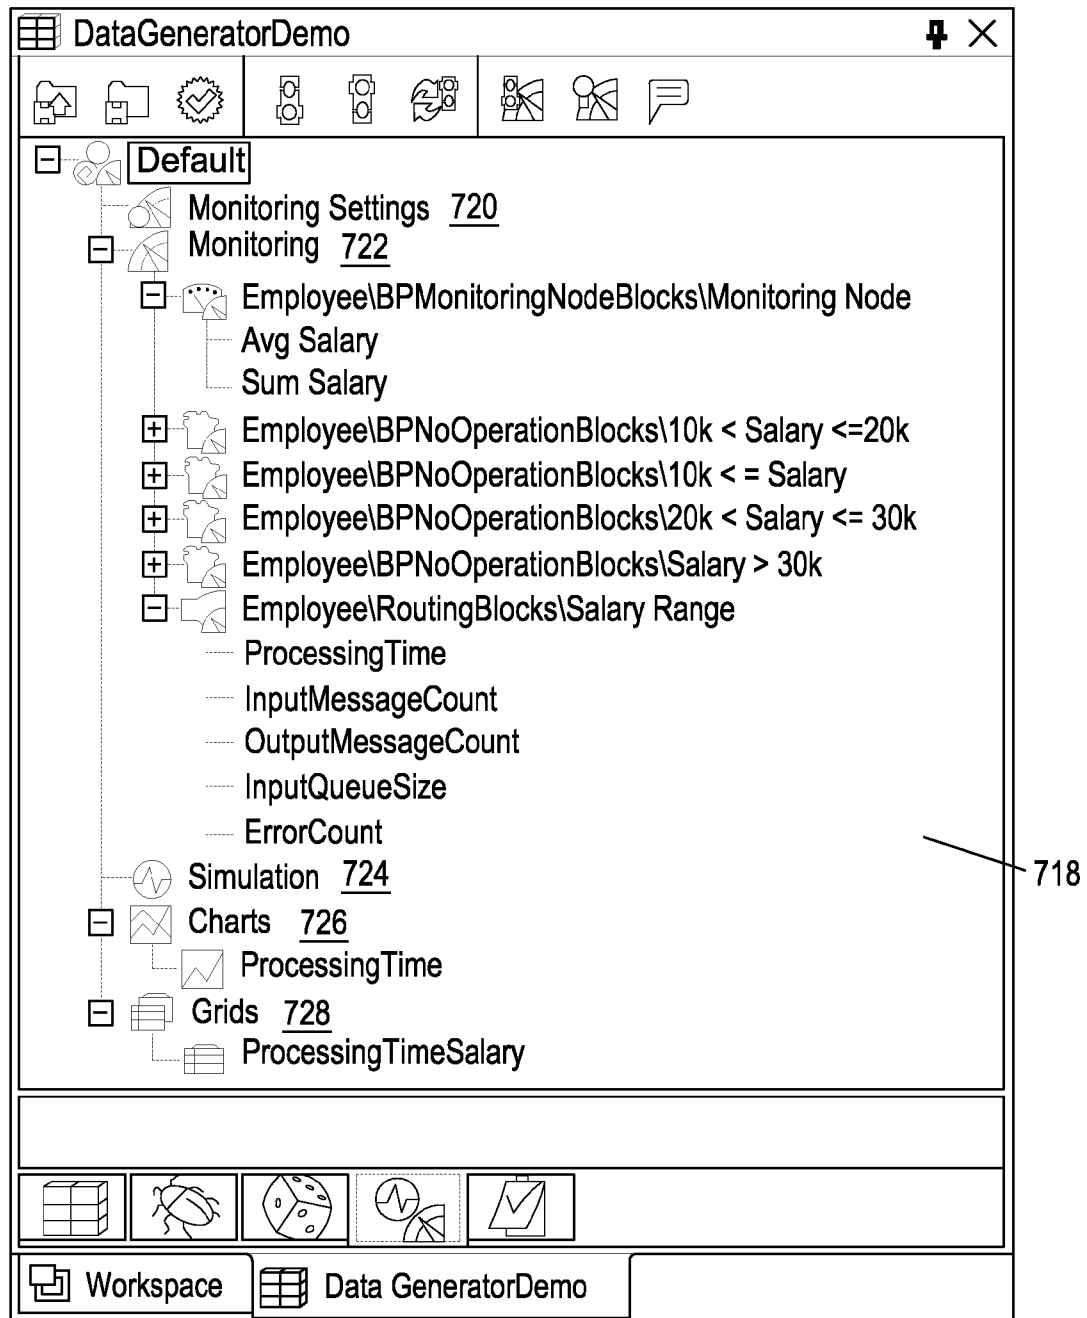 DataGeneratorDemo
Default
Monitoring Settings 720
Monitoring 722
Employee\BPMonitoringNodeBlocks\Monitoring Node
Avg Salary
Sum Salary
Employee\BPNoOperationBlocks\10k < Salary <=20k
Employee\BPNoOperationBlocks\10k < = Salary
Employee\BPNoOperationBlocks\20k < Salary <= 30k
Employee\BPNoOperationBlocks\Salary > 30k
Employee\RoutingBlocks\Salary Range
ProcessingTime
InputMessageCount
OutputMessageCount
InputQueueSize
ErrorCount
718
Simulation 724
Charts 726
ProcessingTime
Grids 728
ProcessingTimeSalary
Workspace
Data GeneratorDemo